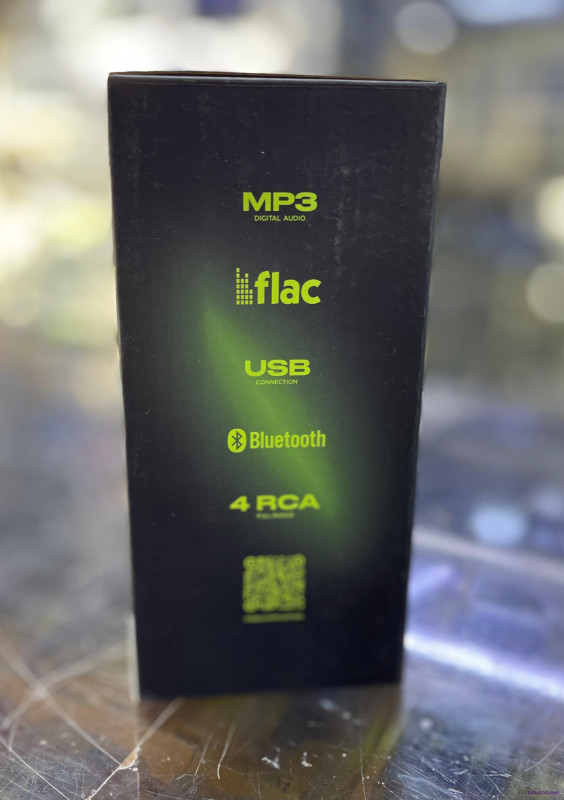 MP3
DIGITAL AUDIO
flac
USB
CONNECTION
Bluetooth
4 RCA